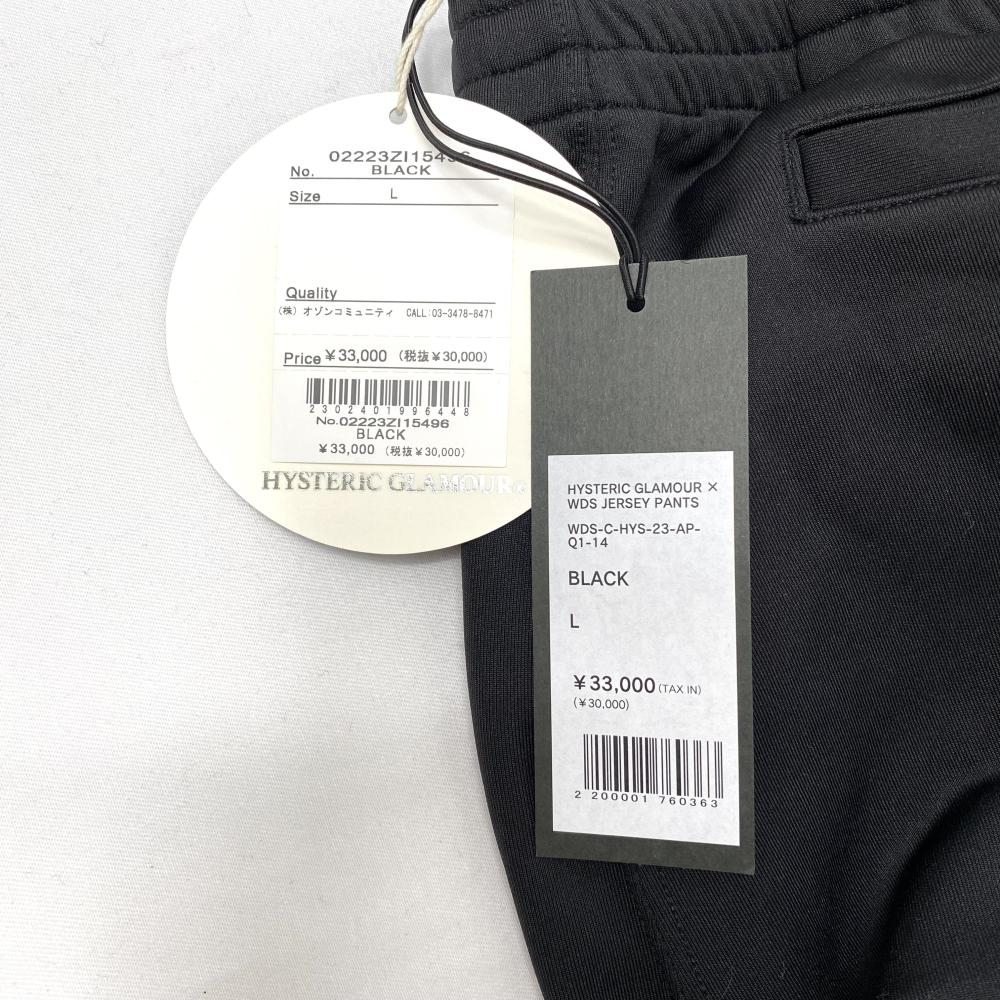 02223ZI15496
No. BLACK
Size L
Quality
(株) オゾンコミュニティ CALL:03-3478-8471
Price ¥33,000 (税抜¥30,000)
2302401996448
No.02223ZI15496
BLACK
¥33,000 (税抜¥30,000)
HYSTERIC GLAMOUR
HYSTERIC GLAMOUR ×
WDS JERSEY PANTS
WDS-C-HYS-23-AP-
Q1-14
BLACK
L
¥33,000 (TAX IN)
(¥30,000)
2 200001 760363